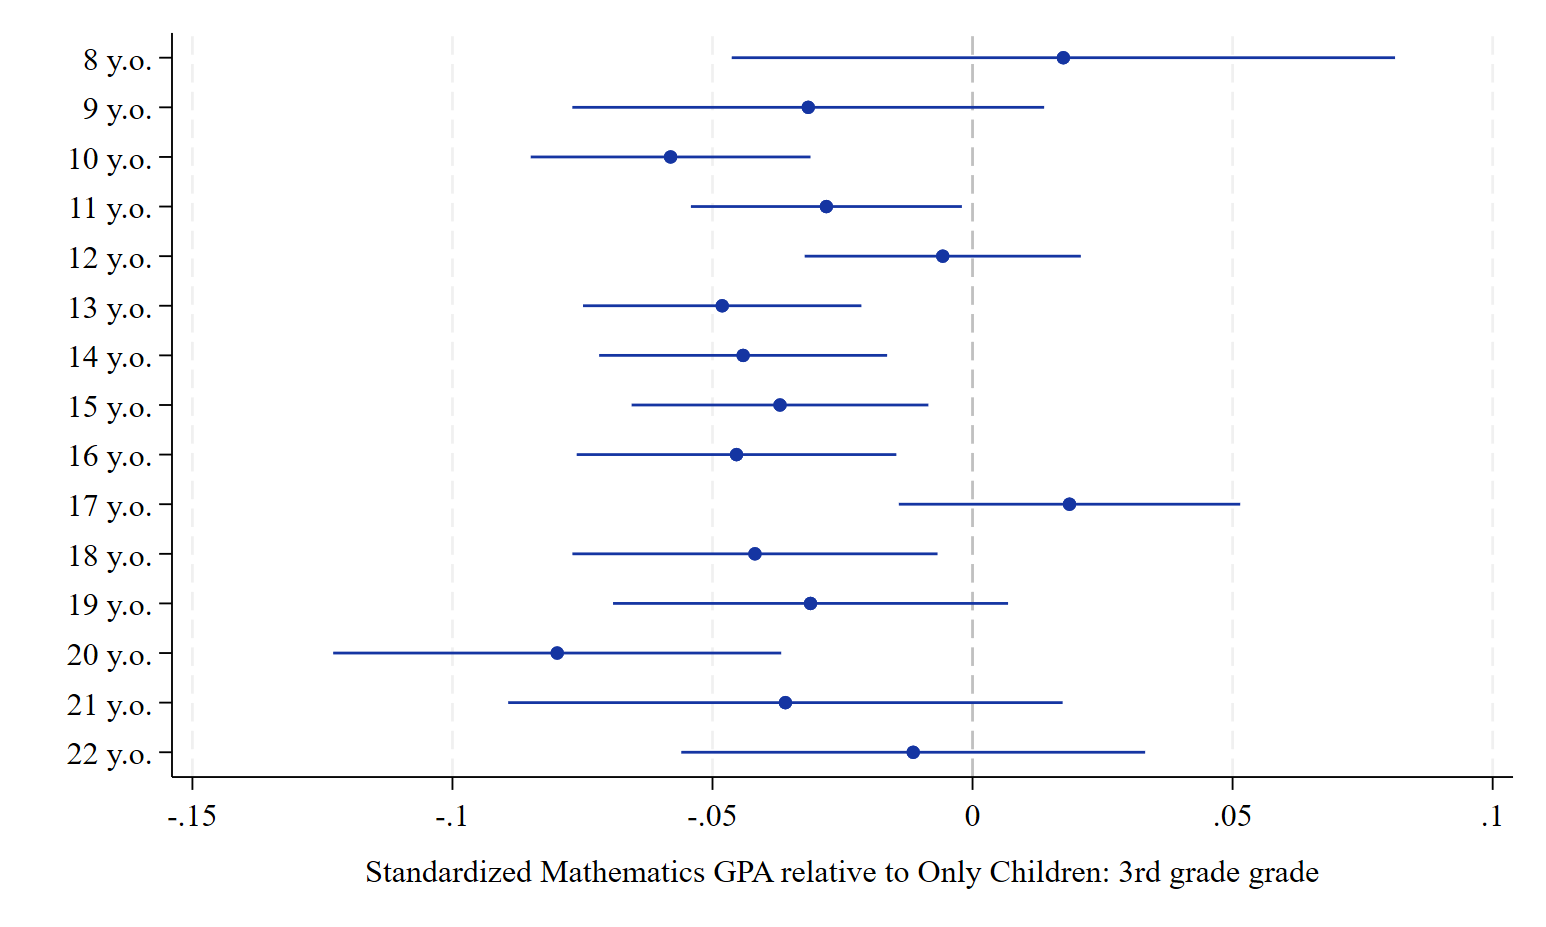 8 y.o.
9 y.o.
10 y.o.
11 y.o.
12 y.o.
13 y.o.
14 y.o.
15 y.o.
16 y.o.
17 y.o.
18 y.o.
19 y.o.
20 y.o.
21 y.o.
22 y.o.
-.15 -.1 -.05 0 .05 .1
Standardized Mathematics GPA relative to Only Children: 3rd grade grade